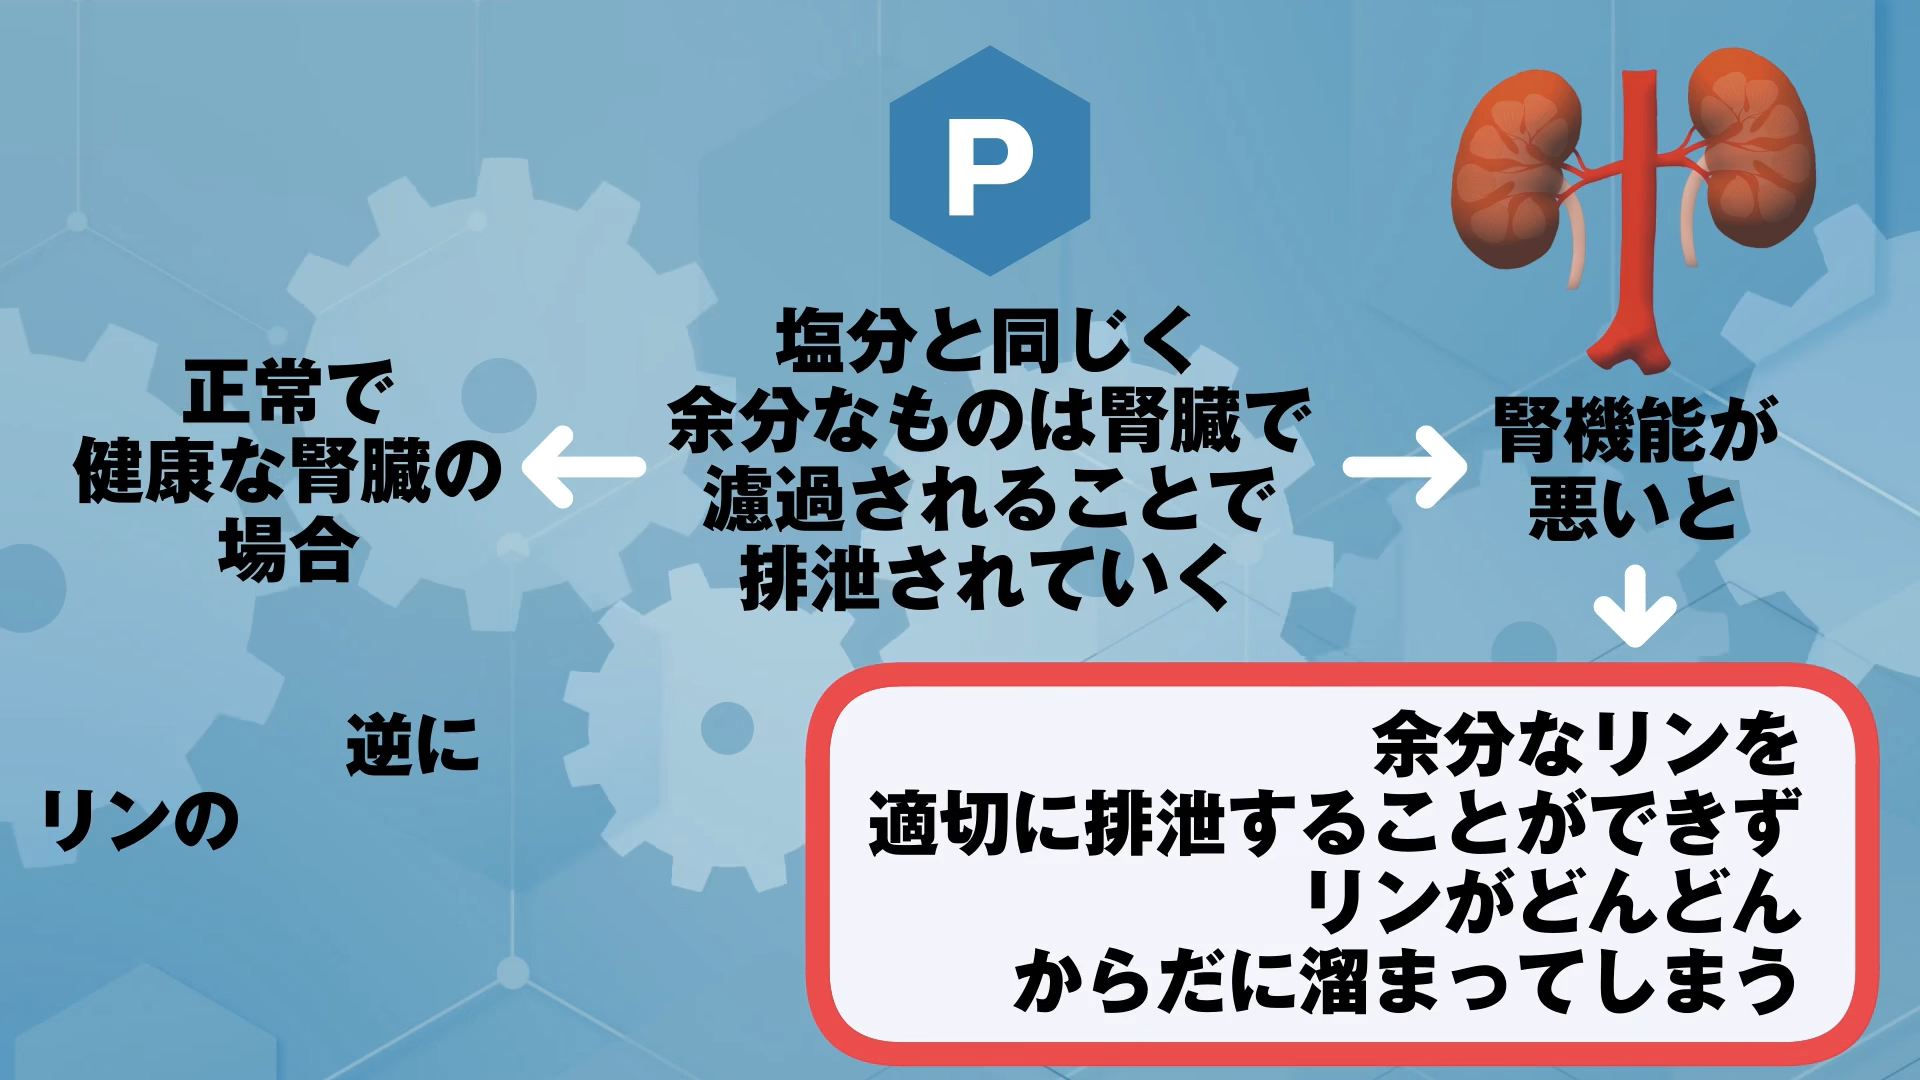 P
塩分と同じく
余分なものは腎臓で
濾過されることで
排泄されていく
正常で
健康な腎臓の
場合
腎機能が
悪いと
逆に
リンの
余分なリンを
適切に排泄することができず
リンがどんどん
からだに溜まってしまう